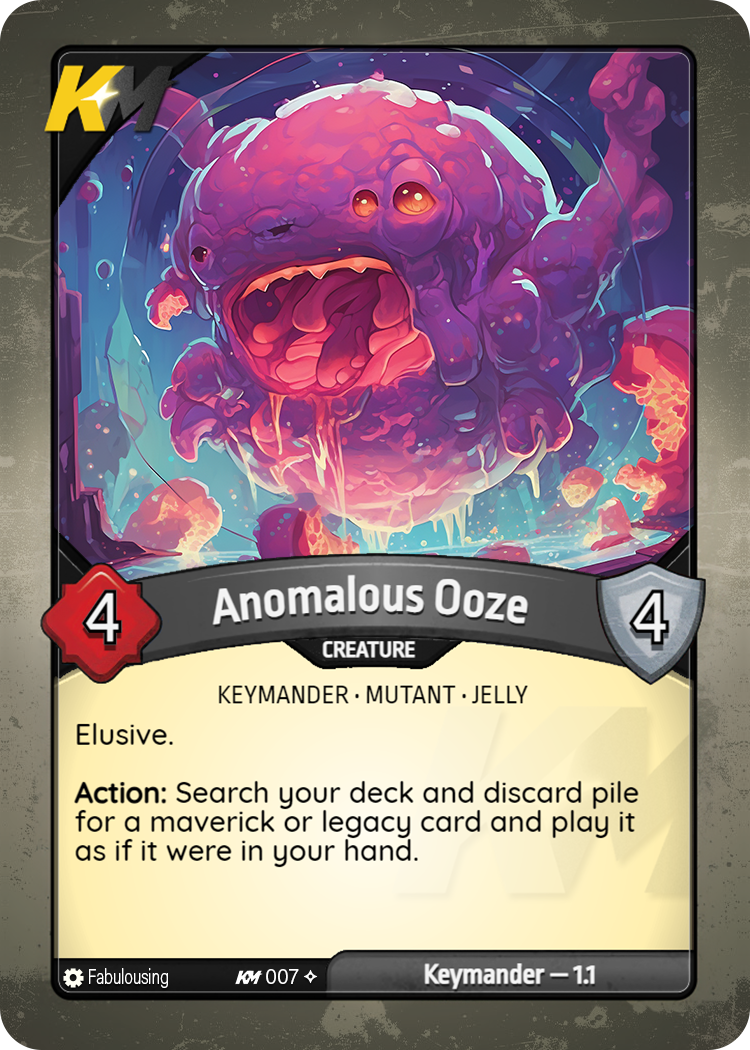 KM
4
Anomalous Ooze
4
CREATURE
KEYMANDER · MUTANT · JELLY
Elusive.
Action: Search your deck and discard pile
for a maverick or legacy card and play it
as if it were in your hand.
KM
Fabulousing
KM 007
Keymander — 1.1